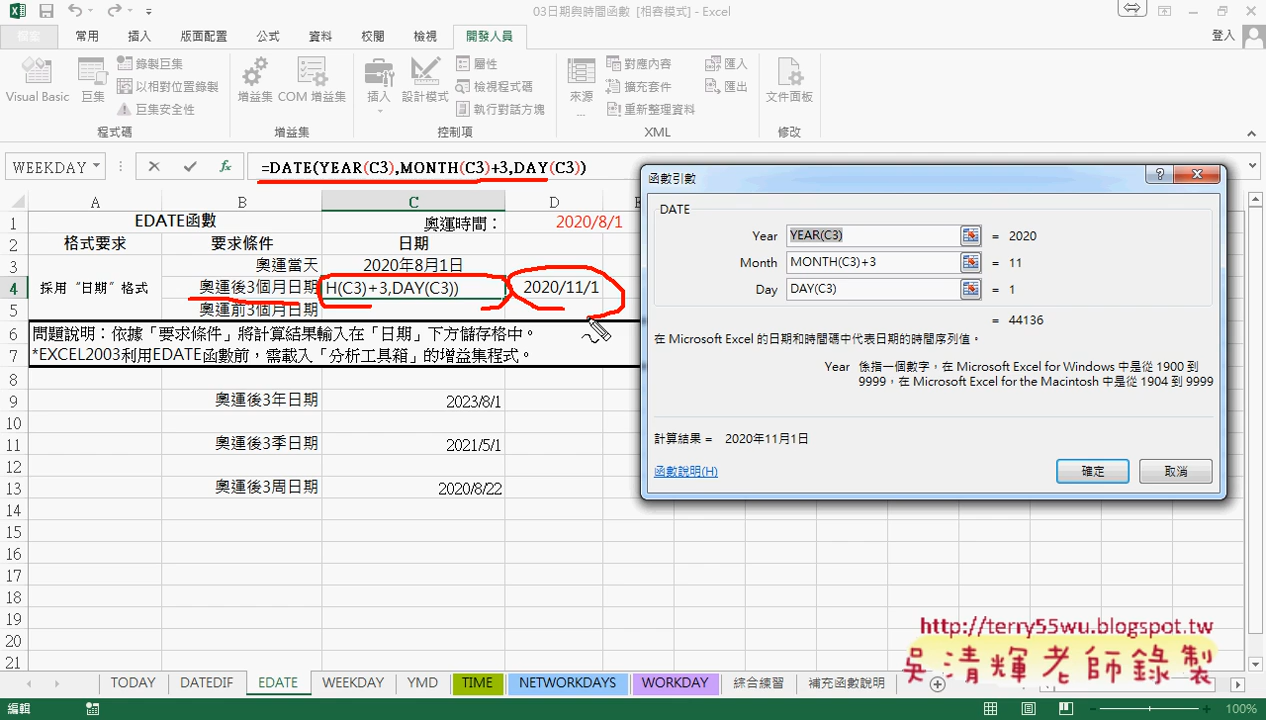 03日期與時間函數 [相容模式] - Excel
檔案 常用 插入 版面配置 公式 資料 校閱 檢視 開發人員 登入
Visual Basic 巨集 錄製巨集 以相對位置錄製 巨集安全性 程式碼
增益集 COM 增益集 增益集
插入 設計模式 屬性 檢視程式碼 執行對話方塊 控制項
來源 ... 對應內容 擴充套件 重新整理資料 匯入 匯出 XML
文件面板 修改
WEEKDAY fx =DATE(YEAR(C3),MONTH(C3)+3,DAY(C3))
A B C D E
1 EDATE函數 奧運時間： 2020/8/1
2 格式要求 要求條件 日期
3 奧運當天 2020年8月1日
4 採用 "日期" 格式 奧運後3個月日期 H(C3)+3,DAY(C3)) 2020/11/1
5 奧運前3個月日期
6 問題說明：依據「要求條件」將計算結果輸入在「日期」下方儲存格中。
7 *EXCEL2003利用EDATE函數前，需載入「分析工具箱」的增益集程式。
8
9 奧運後3年日期 2023/8/1
10
11 奧運後3季日期 2021/5/1
12
13 奧運後3周日期 2020/8/22
14
15
16
17
18
19
20
21
函數引數
DATE
Year YEAR(C3) = 2020
Month MONTH(C3)+3 = 11
Day DAY(C3) = 1
= 44136
在 Microsoft Excel 的日期和時間碼中代表日期的時間序列值。
Year 係指一個數字，在 Microsoft Excel for Windows 中是從 1900 到
9999，在 Microsoft Excel for the Macintosh 中是從 1904 到 9999
計算結果 = 2020年11月1日
函數說明(H) 確定 取消
http://terry55wu.blogspot.tw
吳清輝老師錄製
TODAY DATEDIF EDATE WEEKDAY YMD TIME NETWORKDAYS WORKDAY 綜合練習 補充函數說明
編輯 100%